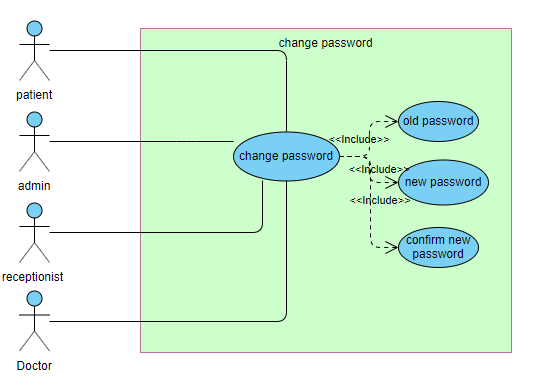 change password
patient
<<Include>>
old password
admin
change password
<<Include>>
new password
<<Include>>
receptionist
confirm new
password
Doctor